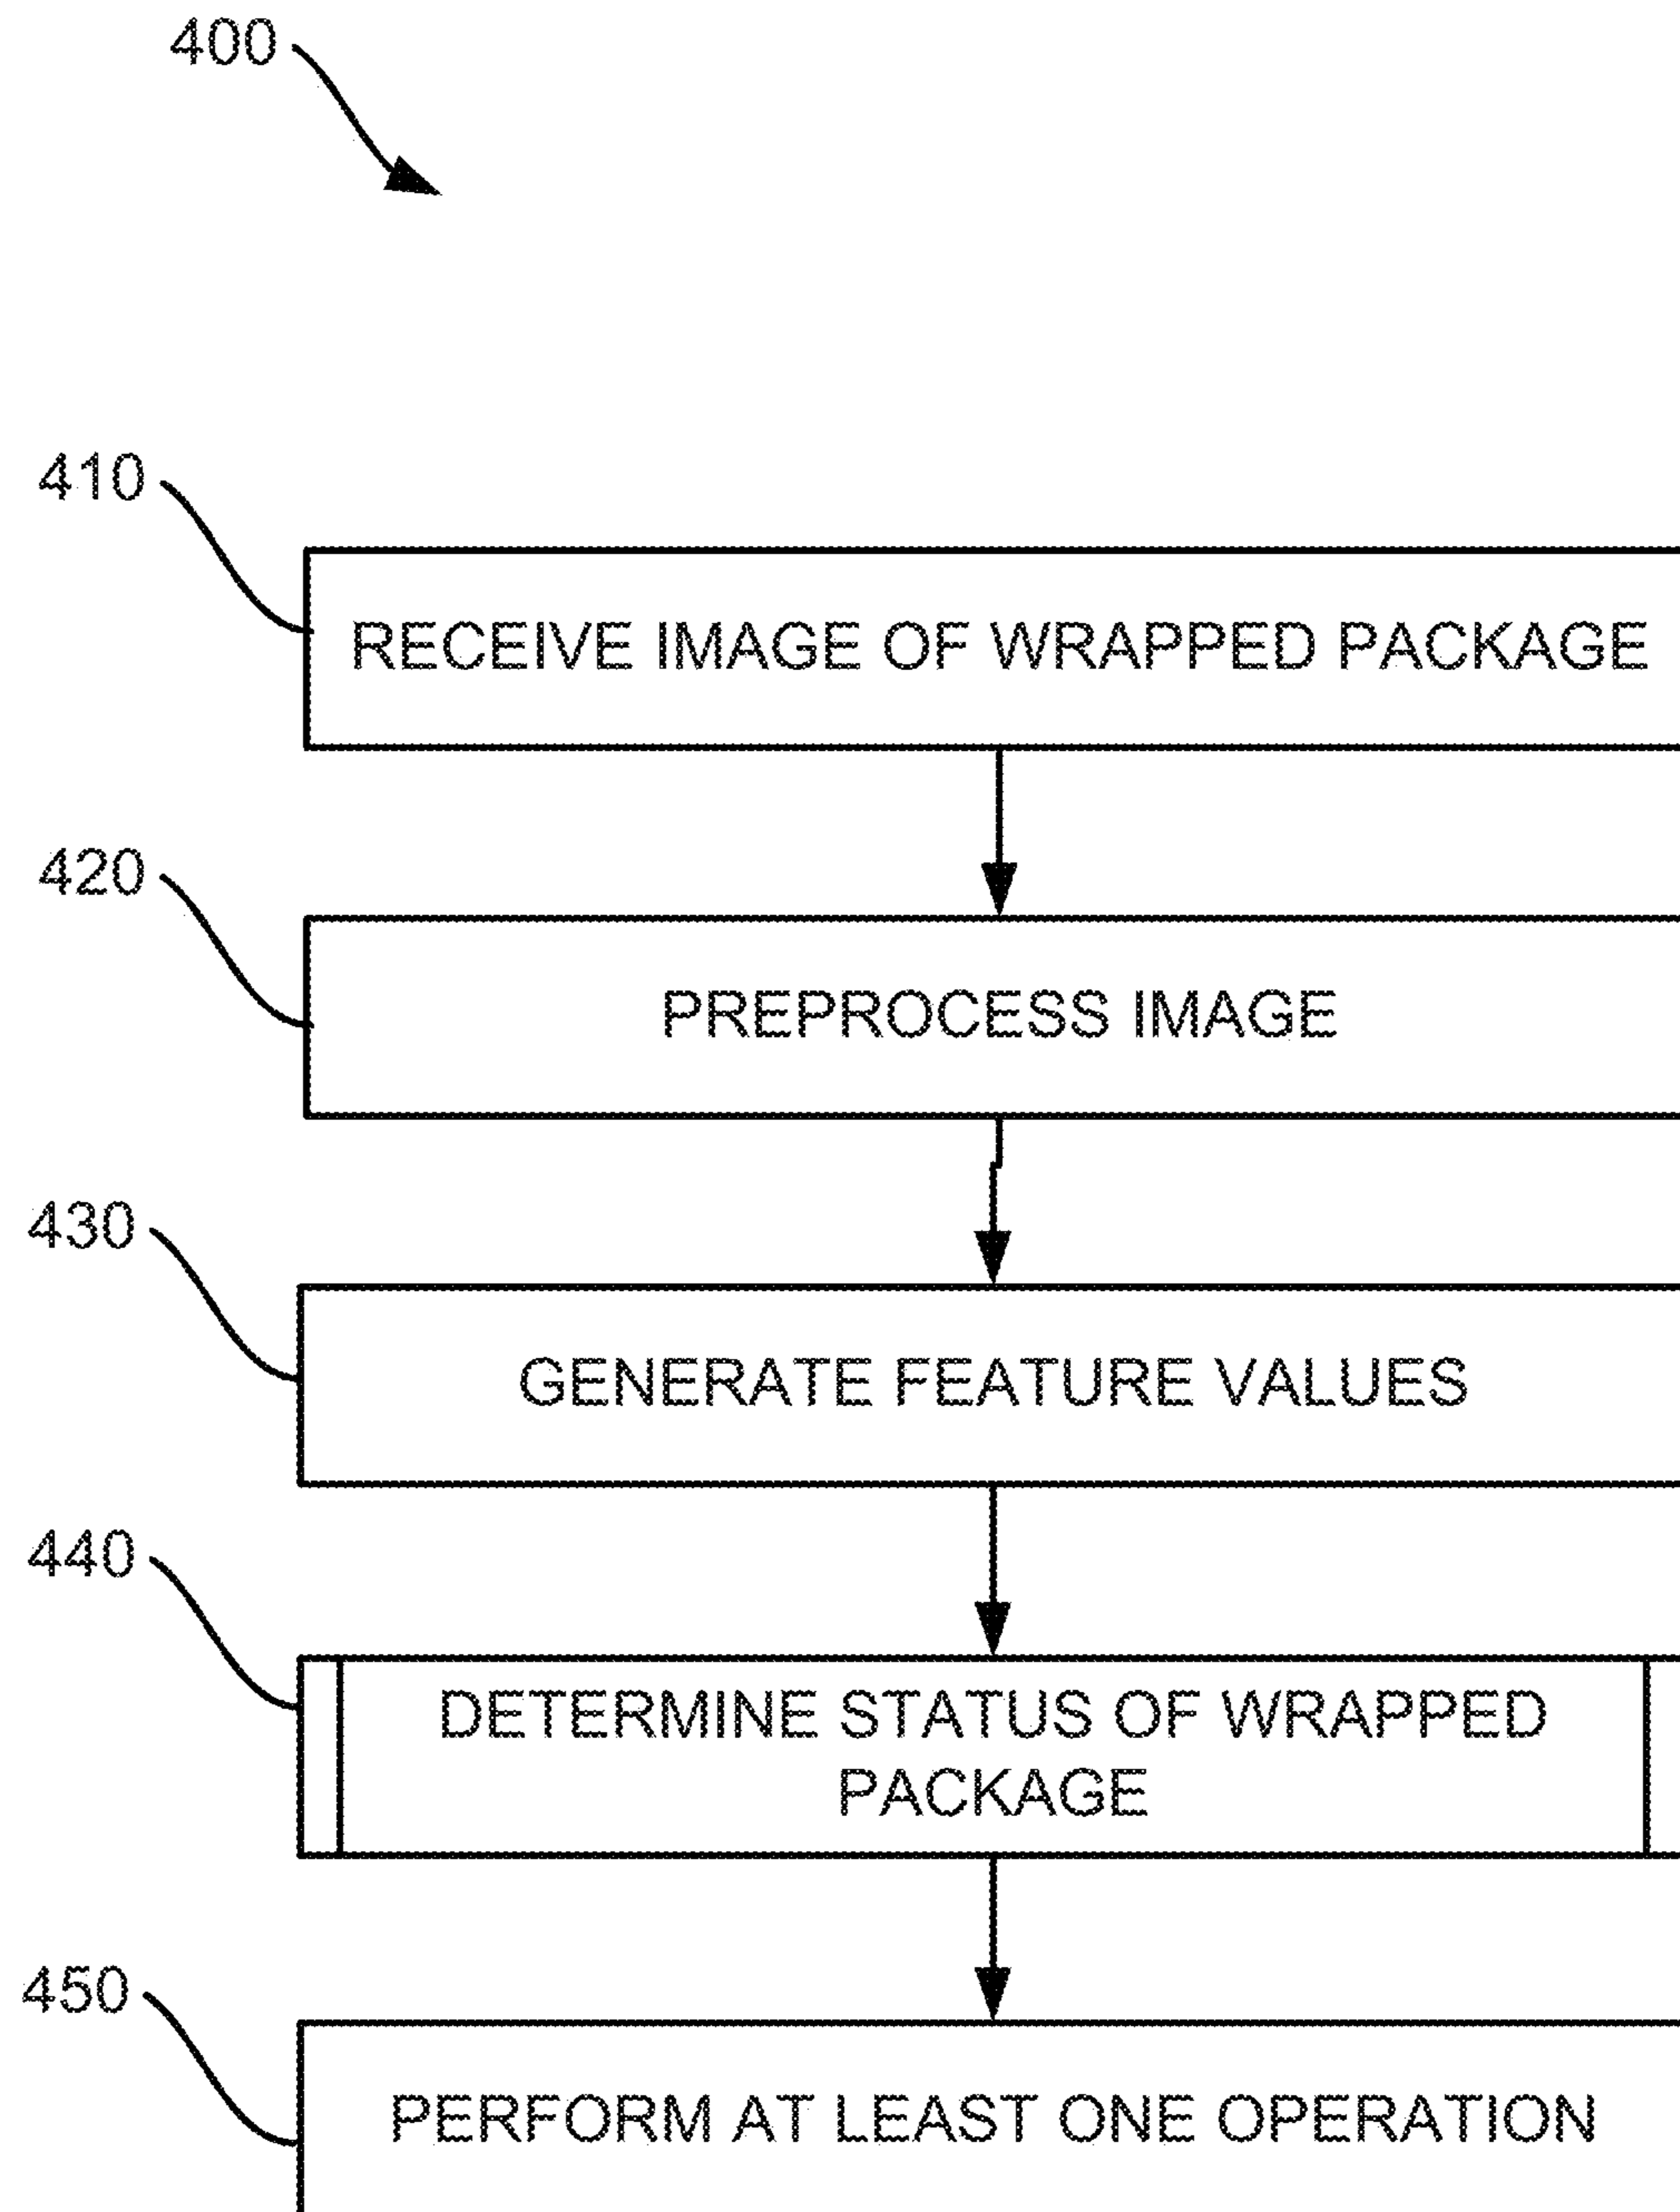 400
410
RECEIVE IMAGE OF WRAPPED PACKAGE
420
PREPROCESS IMAGE
430
GENERATE FEATURE VALUES
440
DETERMINE STATUS OF WRAPPED
PACKAGE
450
PERFORM AT LEAST ONE OPERATION